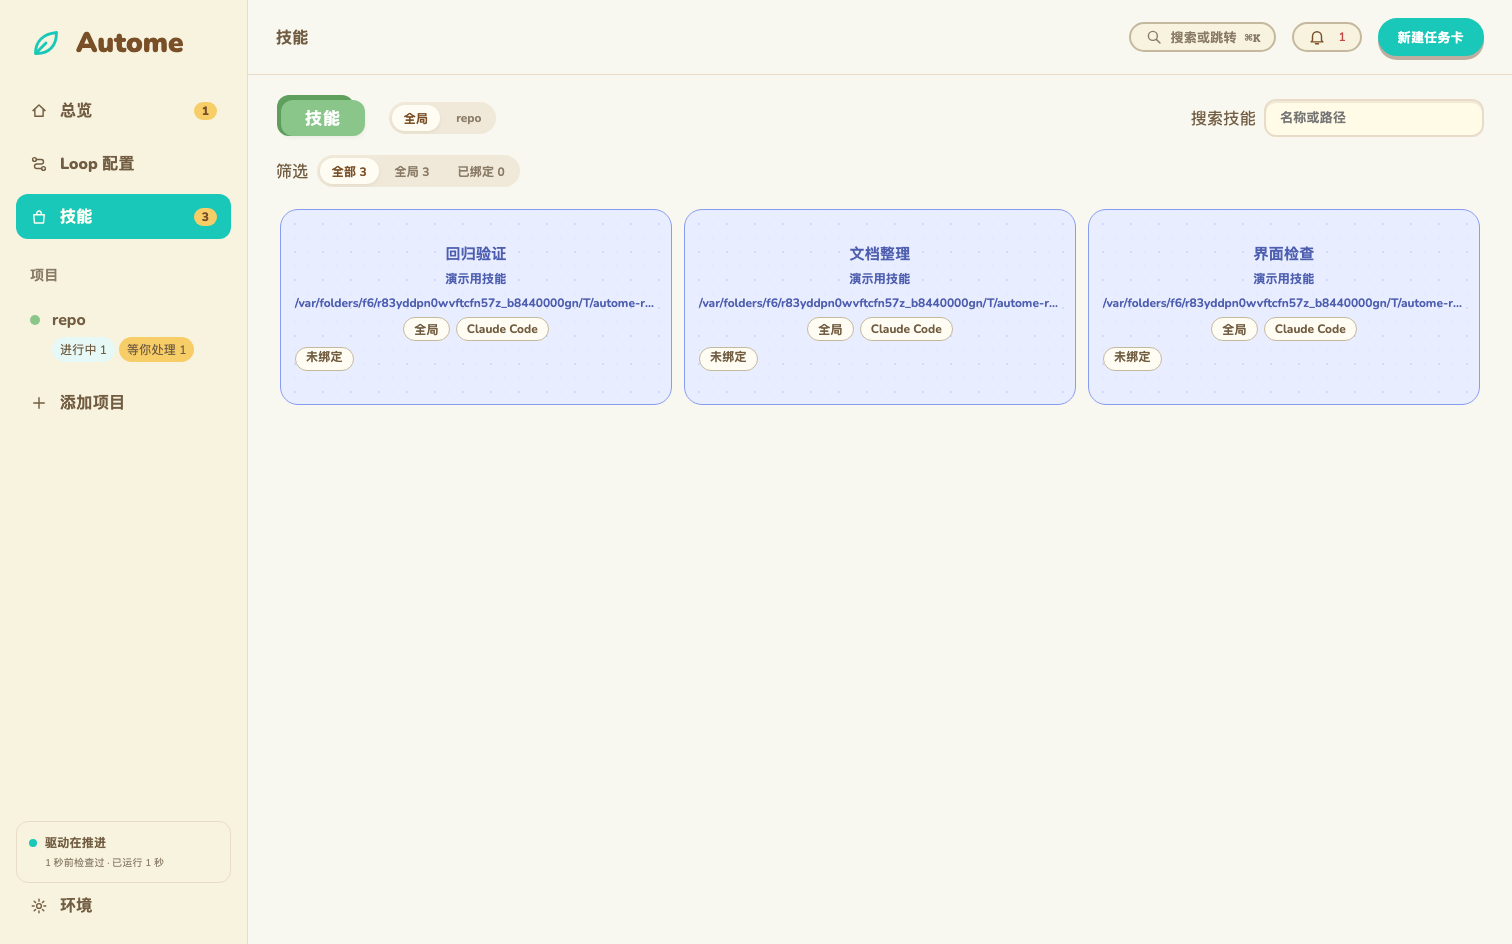 Autome
技能
搜索或跳转 ⌘K
1
新建任务卡
总览
1
Loop 配置
技能
3
项目
repo
进行中 1
等你处理 1
添加项目
驱动在推进
1 秒前检查过 · 已运行 1 秒
环境
技能
全局
repo
搜索技能
名称或路径
筛选
全部 3
全局 3
已绑定 0
回归验证
演示用技能
/var/folders/f6/r83yddpn0wvftcfn57z_b8440000gn/T/autome-r...
全局
Claude Code
未绑定
文档整理
演示用技能
/var/folders/f6/r83yddpn0wvftcfn57z_b8440000gn/T/autome-r...
全局
Claude Code
未绑定
界面检查
演示用技能
/var/folders/f6/r83yddpn0wvftcfn57z_b8440000gn/T/autome-r...
全局
Claude Code
未绑定